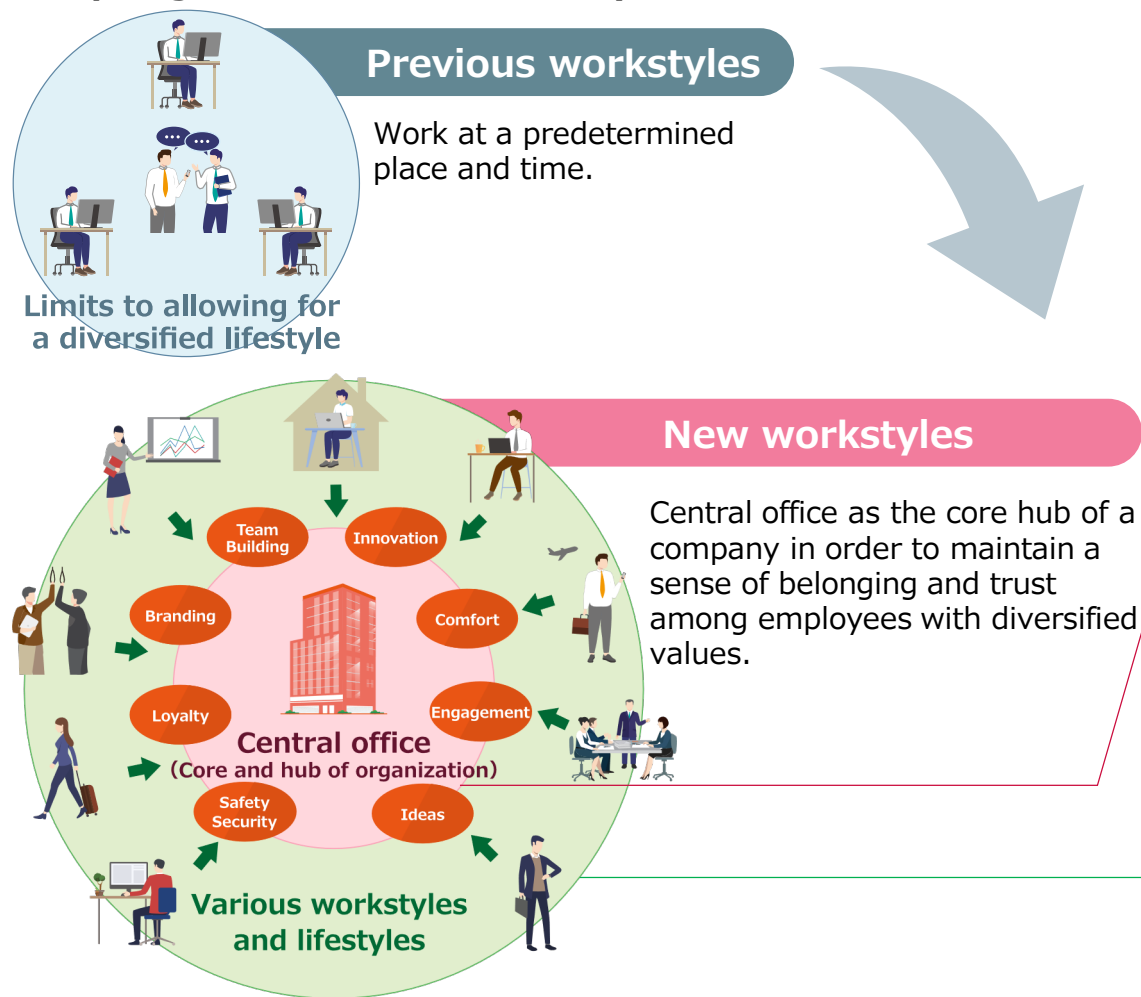 Previous workstyles
Work at a predetermined
place and time.
Limits to allowing for
a diversified lifestyle
New workstyles
Central office as the core hub of a
company in order to maintain a
sense of belonging and trust
among employees with diversified
values.
Team
Building
Innovation
Branding
Comfort
Loyalty
Engagement
Central office
(Core and hub of organization)
Safety
Security
Ideas
Various workstyles
and lifestyles